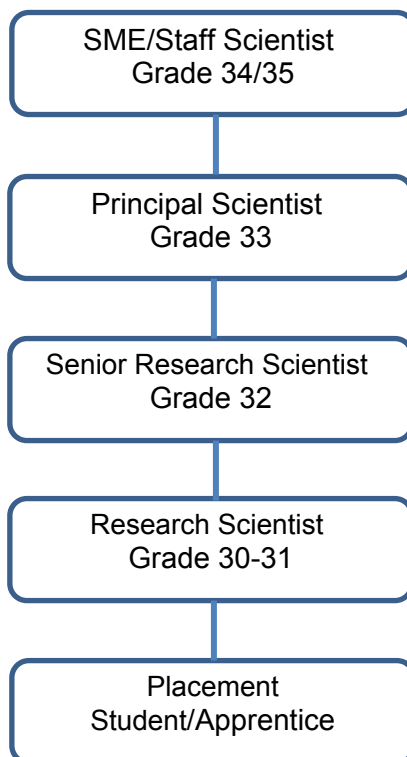 SME/Staff Scientist
Grade 34/35
Principal Scientist
Grade 33
Senior Research Scientist
Grade 32
Research Scientist
Grade 30-31
Placement
Student/Apprentice